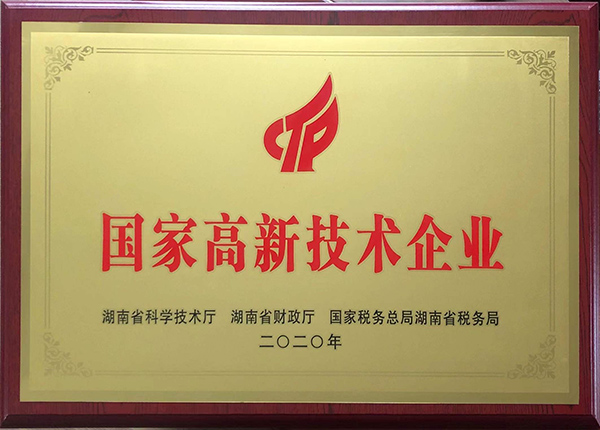 CTP
国家高新技术企业
湖南省科学技术厅 湖南省财政厅 国家税务总局湖南省税务局
二〇二〇年